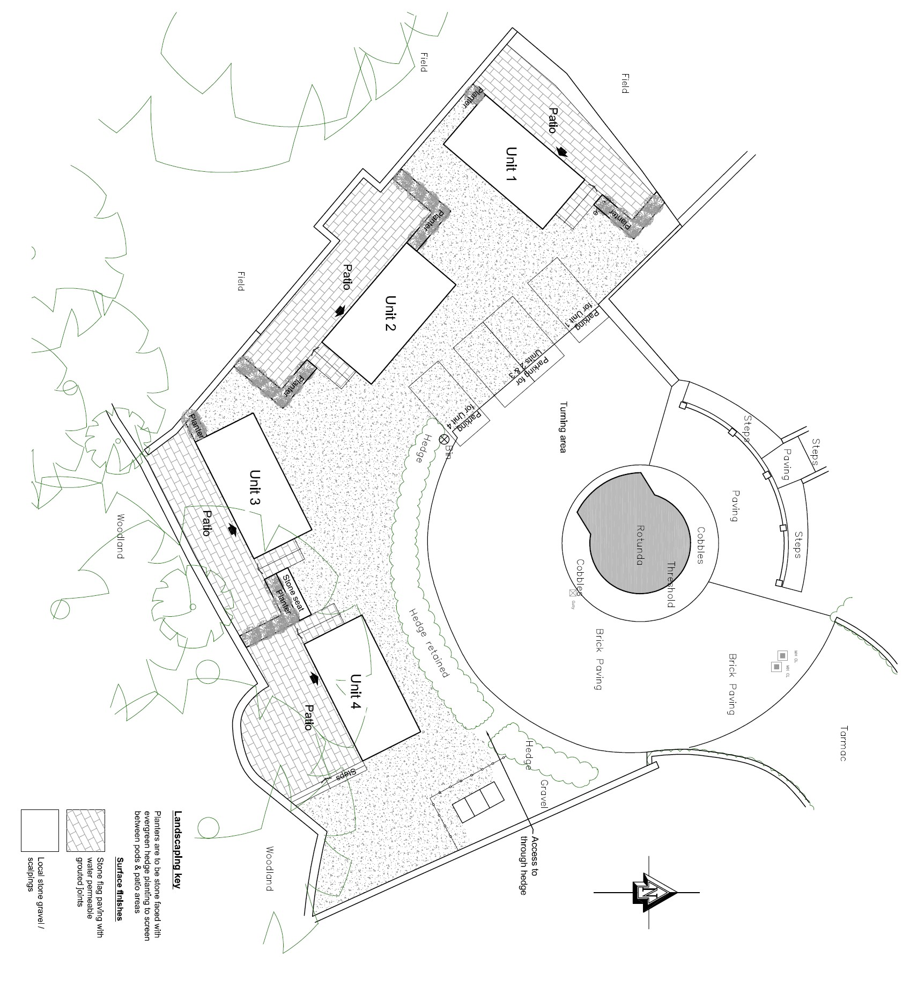 Field
Field
Planter
Patio
Unit 1
Planter
Planter
Patio
Unit 2
Field
Parking
for Unit 1
Parking for
Units 2 & 3
Parking
for Unit 4
Planter
Planter
Turning area
Steps
Steps
Paving
Hedge
Bin
Unit 3
Patio
Paving
Steps
Cobbles
Rotunda
Threshold
Cobbles
Gully
Woodland
Stone seat
Planter
Hedge retained
Brick Paving
Brick Paving
MH CL
MH CL
Unit 4
Patio
Steps
Hedge
Gravel
Tarmac
Access to
through hedge
Woodland
N
Landscaping key
Planters are to be stone faced with
evergreen hedge planting to screen
between pods & patio areas
Surface finishes
Stone flag paving with
water permeable
grouted joints
Local stone gravel /
scalpings